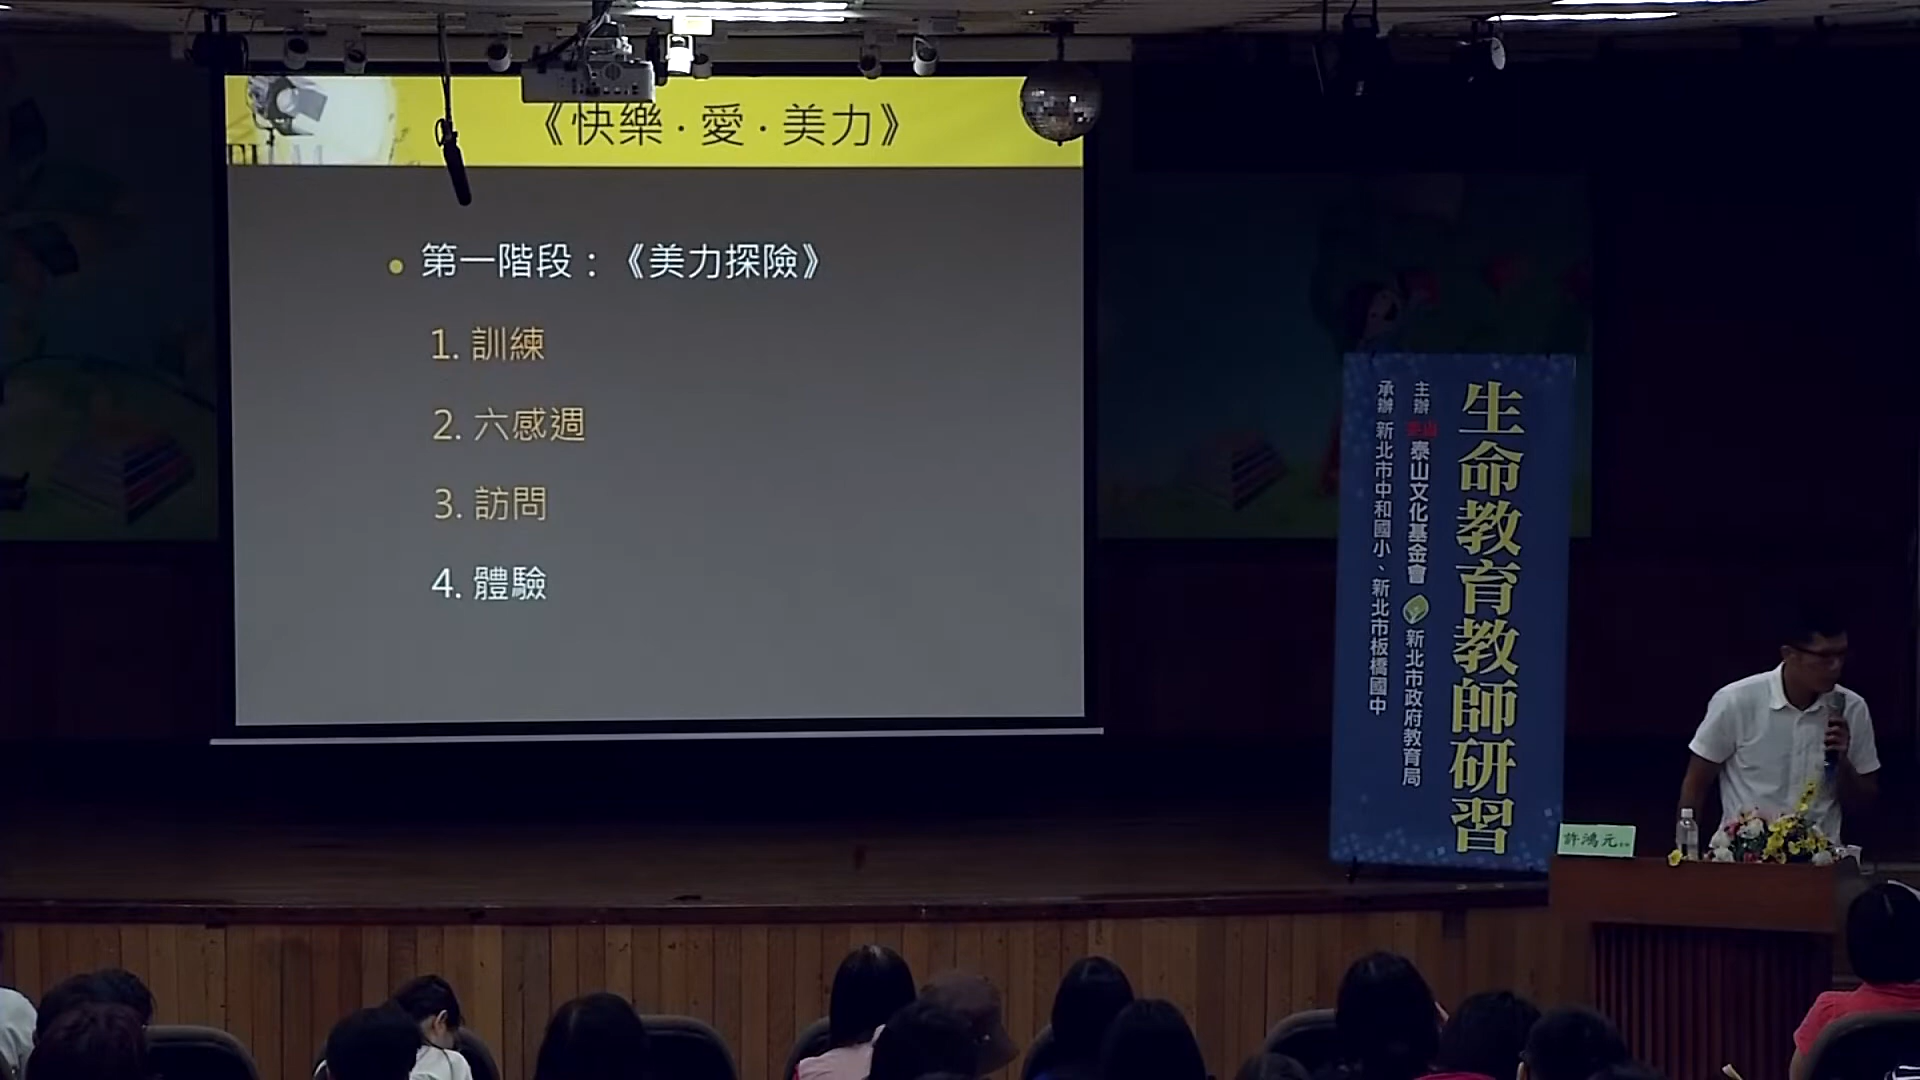 《快樂·愛·美力》
• 第一階段：《美力探險》
1. 訓練
2. 六感週
3. 訪問
4. 體驗
生命教育教師研習
主辦 泰山 泰山文化基金會 新北市政府教育局
承辦 新北市中和國小、新北市板橋國中
許鴻元